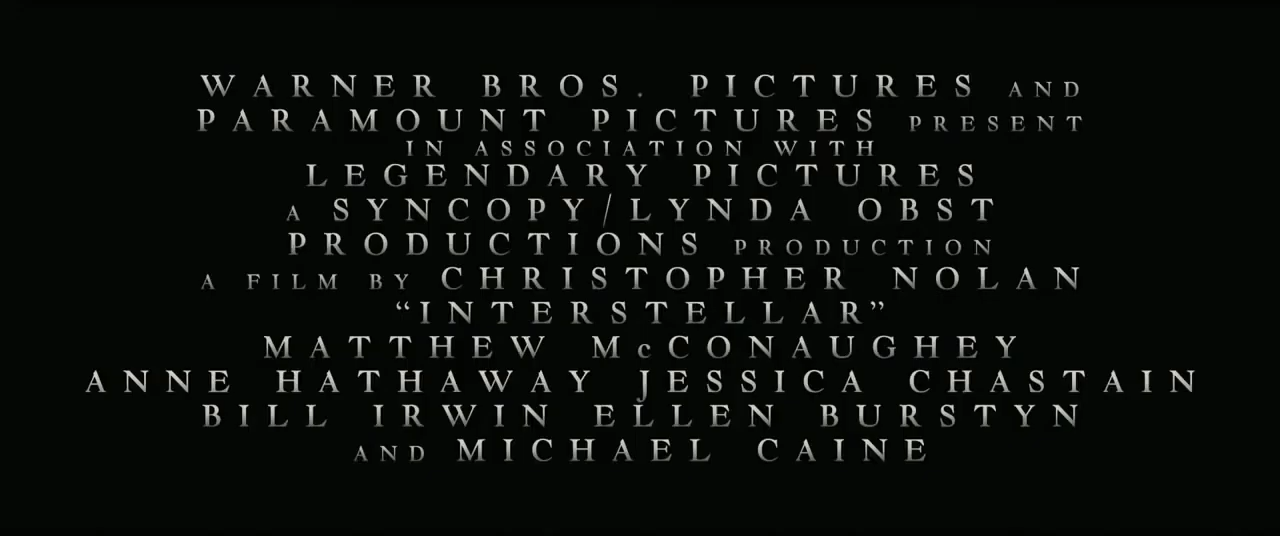 WARNER BROS. PICTURES AND
PARAMOUNT PICTURES PRESENT
IN ASSOCIATION WITH
LEGENDARY PICTURES
A SYNCOPY/LYNDA OBST
PRODUCTIONS PRODUCTION
A FILM BY CHRISTOPHER NOLAN
“INTERSTELLAR”
MATTHEW McCONAUGHEY
ANNE HATHAWAY JESSICA CHASTAIN
BILL IRWIN ELLEN BURSTYN
AND MICHAEL CAINE